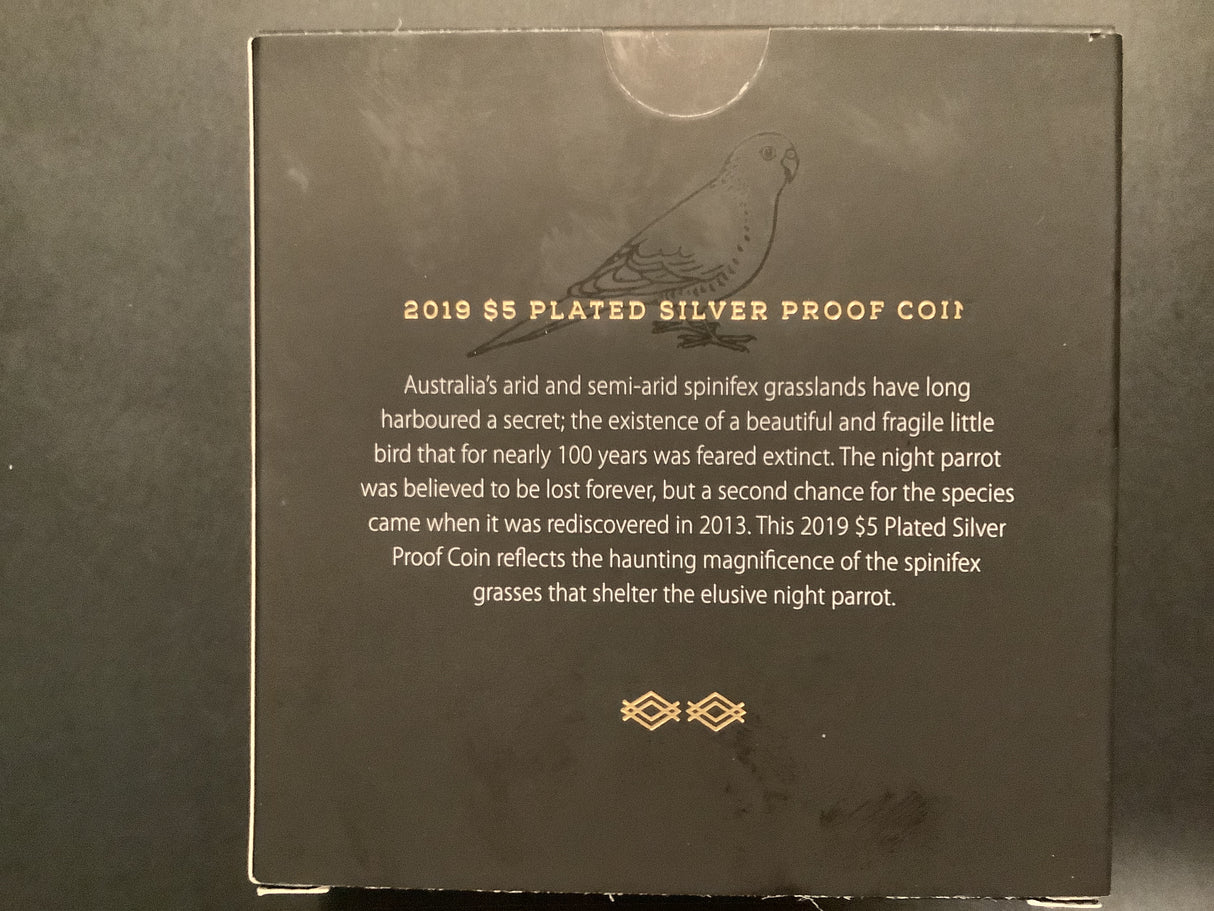 2019 $5 PLATED SILVER PROOF COIN
Australia's arid and semi-arid spinifex grasslands have long
harboured a secret; the existence of a beautiful and fragile little
bird that for nearly 100 years was feared extinct. The night parrot
was believed to be lost forever, but a second chance for the species
came when it was rediscovered in 2013. This 2019 $5 Plated Silver
Proof Coin reflects the haunting magnificence of the spinifex
grasses that shelter the elusive night parrot.